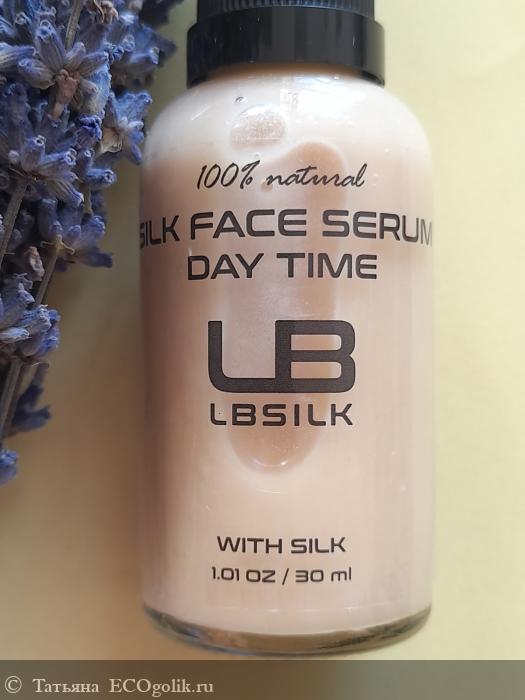 100% natural
SILK FACE SERUM
DAY TIME
LB
LBSILK
WITH SILK
1.01 OZ / 30 ml
© Татьяна ECOgolik.ru